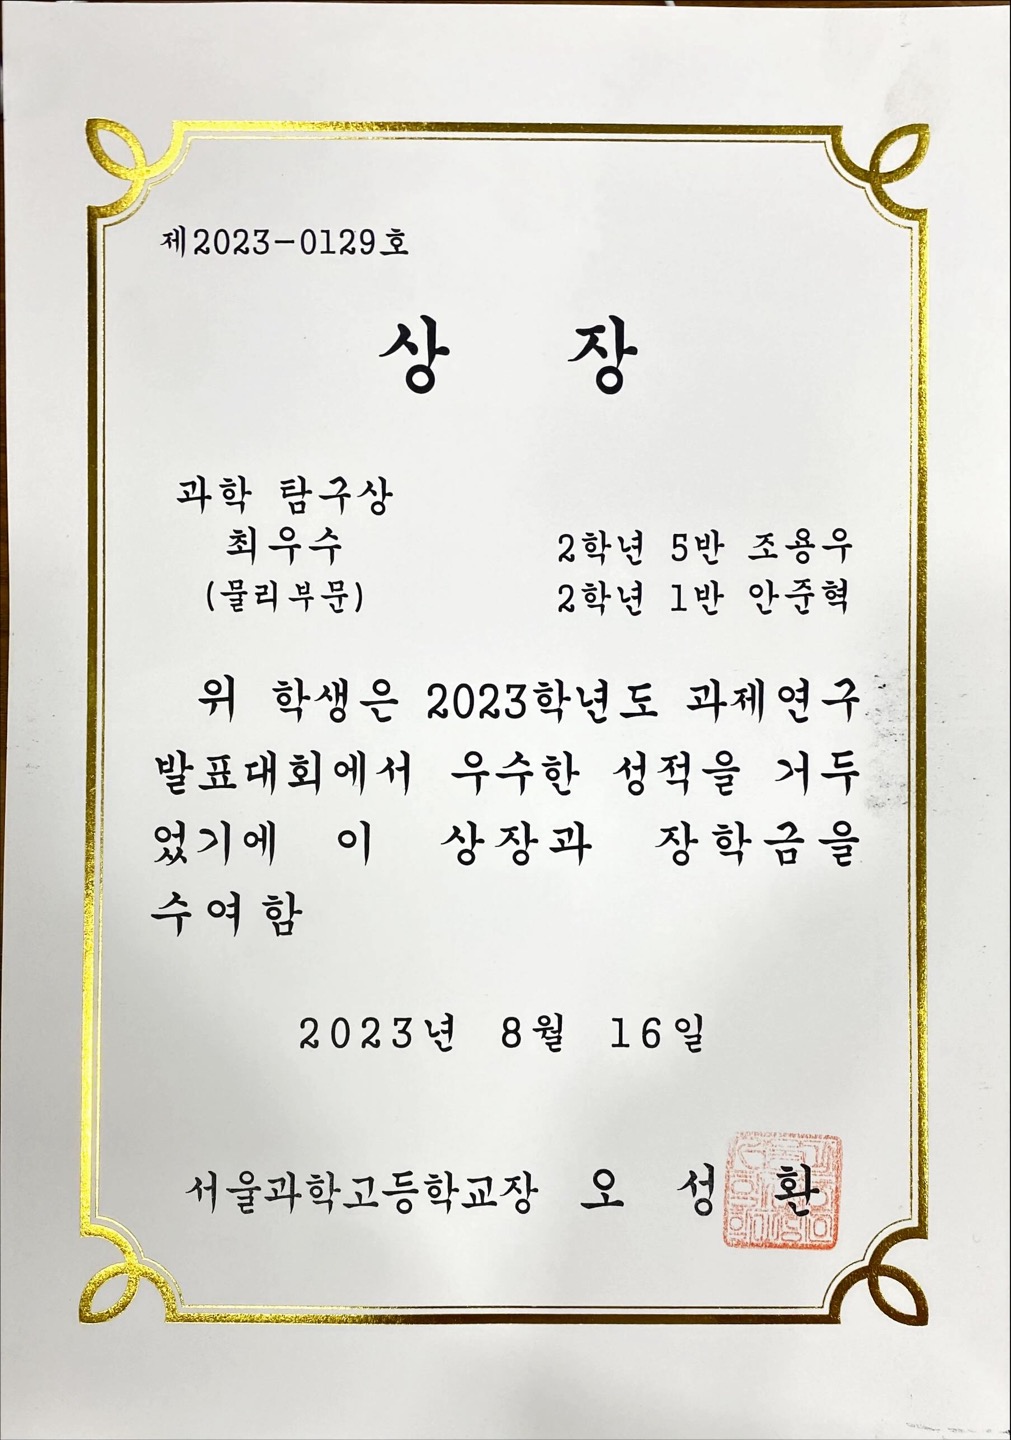 제2023-0129호
상 장
과학 탐구상
최우수 2학년 5반 조용우
(물리부문) 2학년 1반 안준혁
위 학생은 2023학년도 과제연구
발표대회에서 우수한 성적을 거두
었기에 이 상장과 장학금을
수여함
2023년 8월 16일
서울과학고등학교장 오 성 환